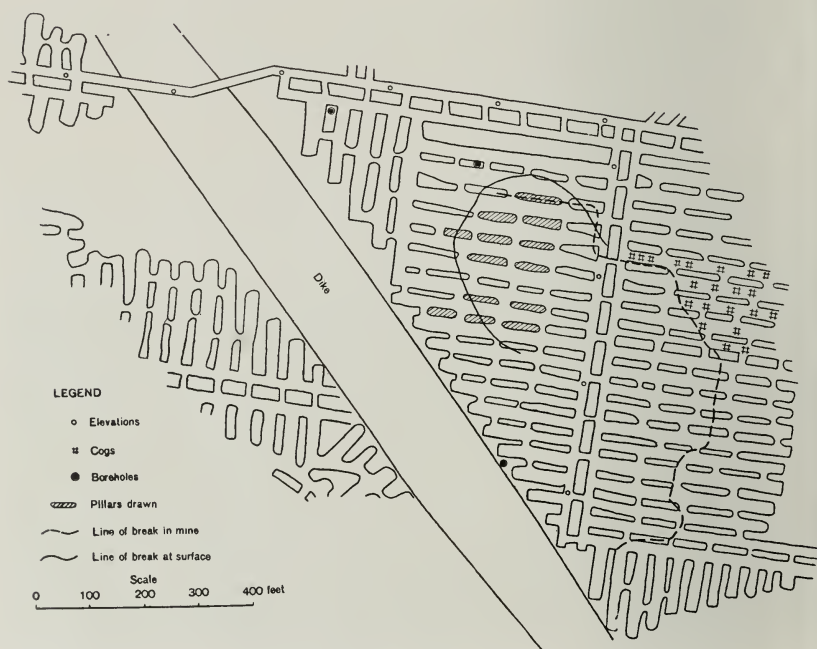 Dike
LEGEND
Elevations
Cogs
Boreholes
Pillars drawn
Line of break in mine
Line of break at surface
Scale
0 100 200 300 400 feet